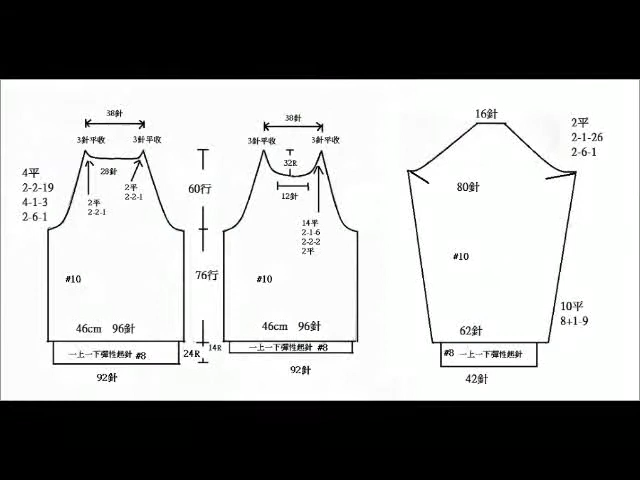 38針
3針平收 3針平收
28針
4平
2-2-19
4-1-3
2-6-1
2平
2-2-1
2平
2-2-1
#10
46cm 96針
一上一下彈性起針 #8
92針
60行
76行
14R
24R
38針
3針平收 3針平收
32R
12針
14平
2-1-6
2-2-2
2平
#10
46cm 96針
一上一下彈性起針 #8
92針
16針
2平
2-1-26
2-6-1
80針
#10
10平
8+1-9
62針
#8 一上一下彈性起針
42針